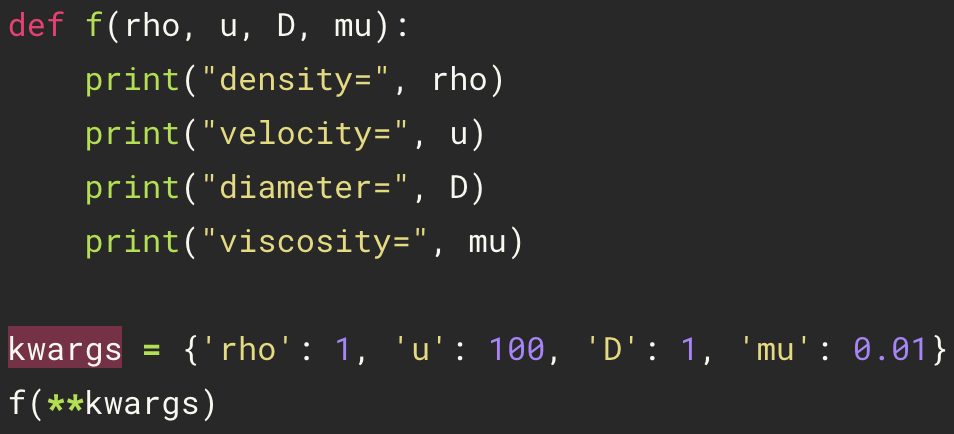 def f(rho, u, D, mu):
    print("density=", rho)
    print("velocity=", u)
    print("diameter=", D)
    print("viscosity=", mu)

kwargs = {'rho': 1, 'u': 100, 'D': 1, 'mu': 0.01}
f(**kwargs)